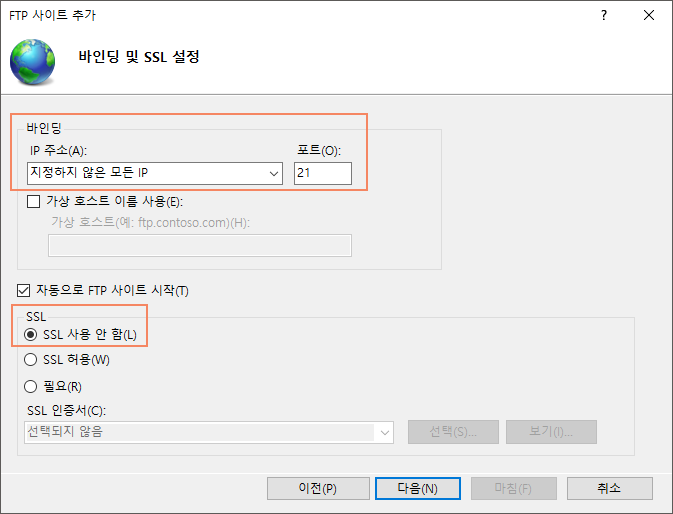 FTP 사이트 추가
?
바인딩 및 SSL 설정
바인딩
IP 주소(A): 포트(O):
지정하지 않은 모든 IP 21
가상 호스트 이름 사용(E):
가상 호스트(예: ftp.contoso.com)(H):
자동으로 FTP 사이트 시작(T)
SSL
SSL 사용 안 함(L)
SSL 허용(W)
필요(R)
SSL 인증서(C):
선택되지 않음 선택(S)... 보기(I)...
이전(P) 다음(N) 마침(F) 취소